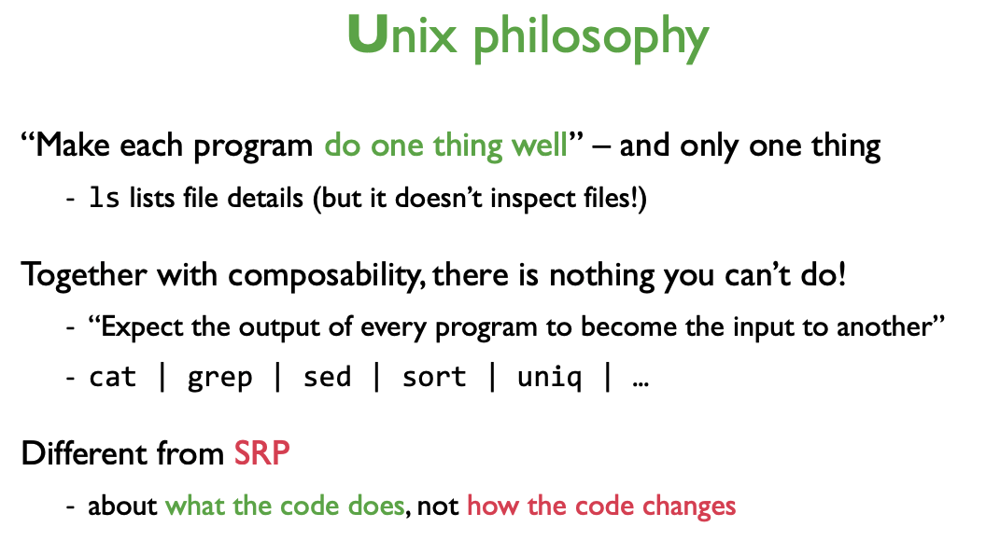 Unix philosophy
“Make each program do one thing well” – and only one thing
- ls lists file details (but it doesn’t inspect files!)
Together with composability, there is nothing you can’t do!
- “Expect the output of every program to become the input to another”
- cat | grep | sed | sort | uniq | …
Different from SRP
- about what the code does, not how the code changes